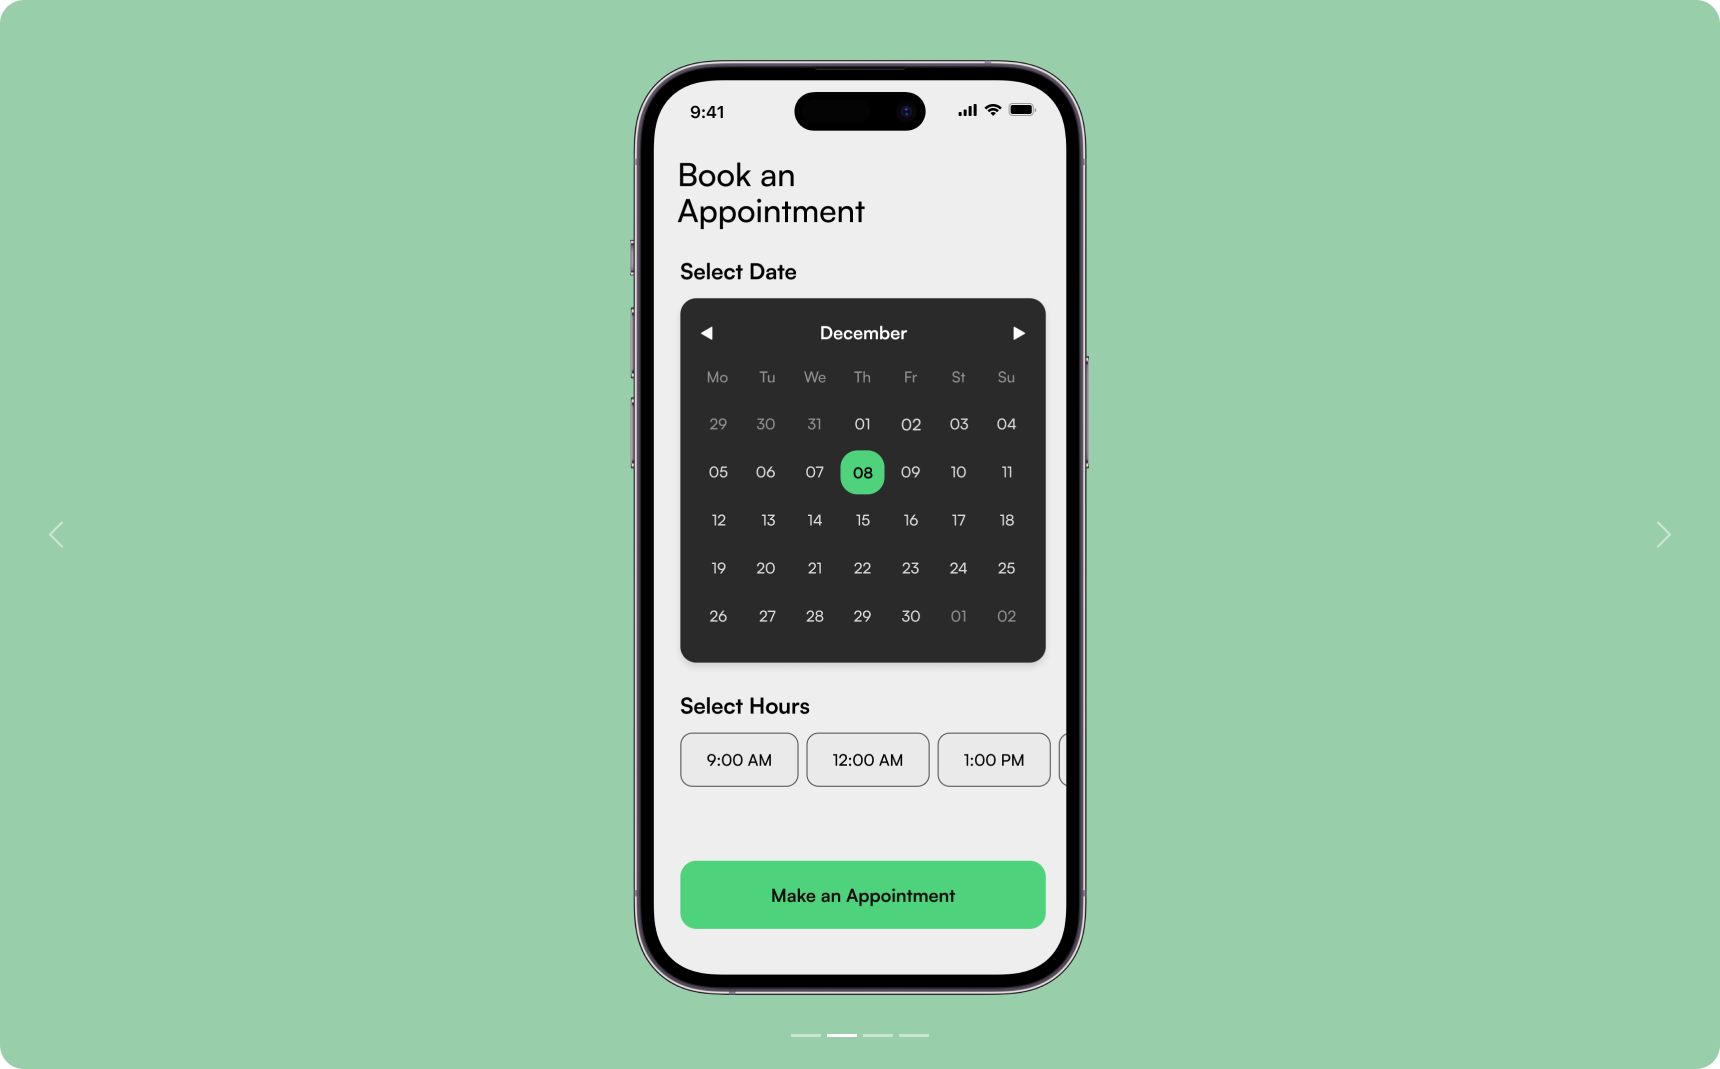 9:41
Book an
Appointment
Select Date
December
Mo Tu We Th Fr St Su
29 30 31 01 02 03 04
05 06 07 08 09 10 11
12 13 14 15 16 17 18
19 20 21 22 23 24 25
26 27 28 29 30 01 02
Select Hours
9:00 AM 12:00 AM 1:00 PM
Make an Appointment